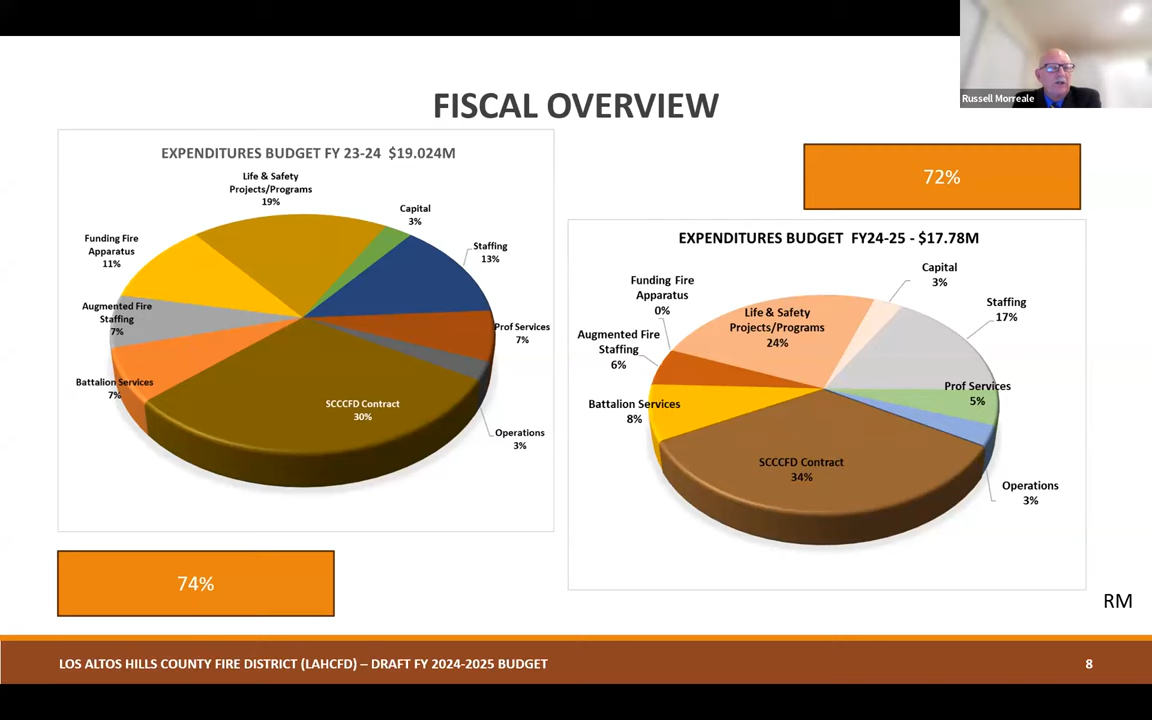 Russell Morreale
FISCAL OVERVIEW
EXPENDITURES BUDGET FY 23-24 $19.024M
Life & Safety
Projects/Programs
19%
Capital
3%
Staffing
13%
Funding Fire
Apparatus
11%
Augmented Fire
Staffing
7%
Prof Services
7%
Battalion Services
7%
SCCCFD Contract
30%
Operations
3%
74%
72%
EXPENDITURES BUDGET FY24-25 - $17.78M
Capital
3%
Funding Fire
Apparatus
0%
Staffing
17%
Life & Safety
Projects/Programs
24%
Augmented Fire
Staffing
6%
Prof Services
5%
Battalion Services
8%
SCCCFD Contract
34%
Operations
3%
RM
LOS ALTOS HILLS COUNTY FIRE DISTRICT (LAHCFD) – DRAFT FY 2024-2025 BUDGET
8